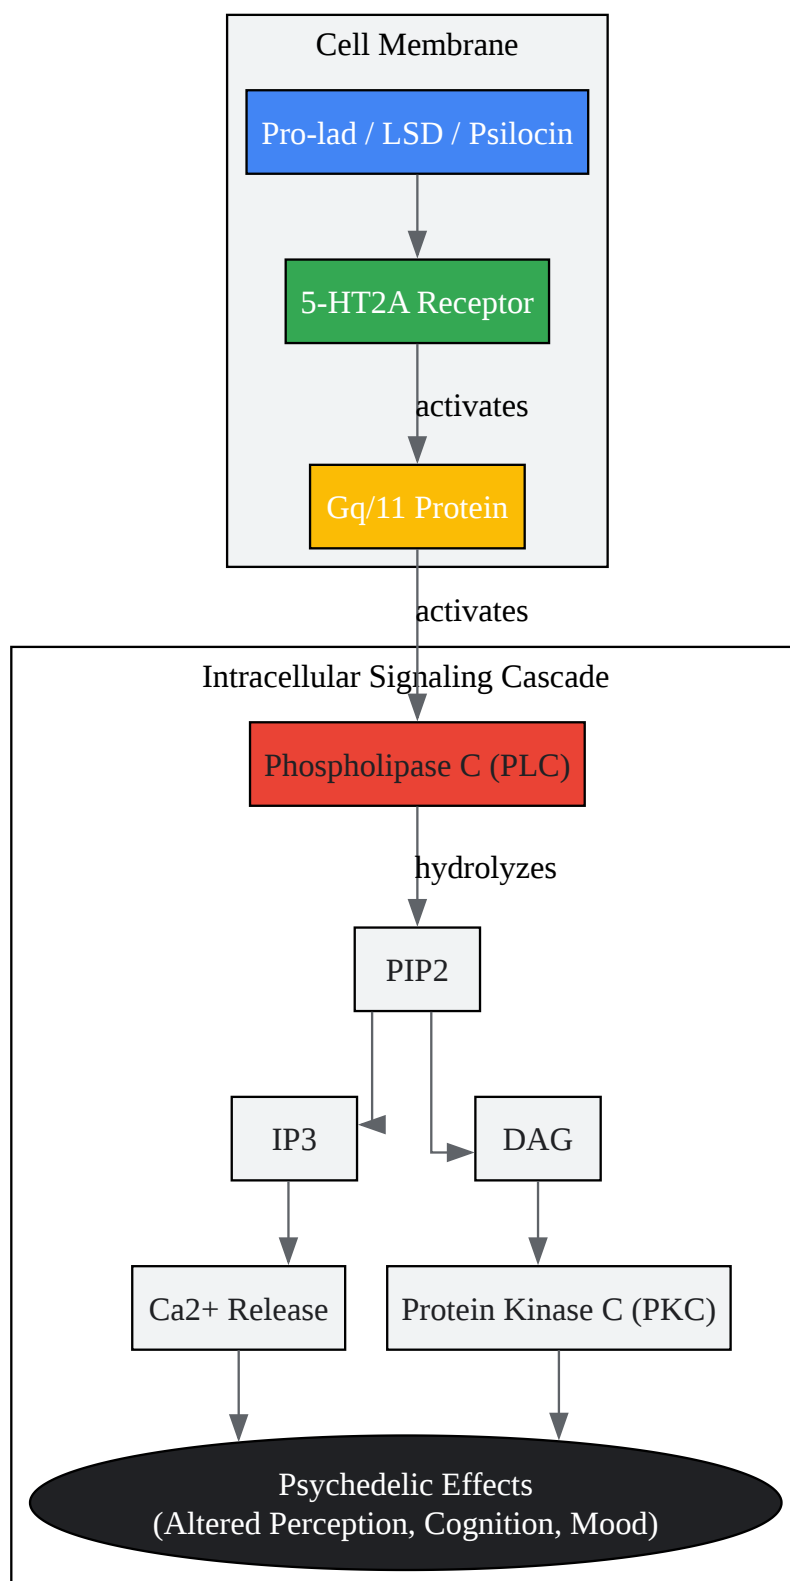 Cell Membrane
Pro-lad / LSD / Psilocin
5-HT2A Receptor
activates
Gq/11 Protein
activates
Intracellular Signaling Cascade
Phospholipase C (PLC)
hydrolyzes
PIP2
IP3
DAG
Ca2+ Release
Protein Kinase C (PKC)
Psychedelic Effects
(Altered Perception, Cognition, Mood)